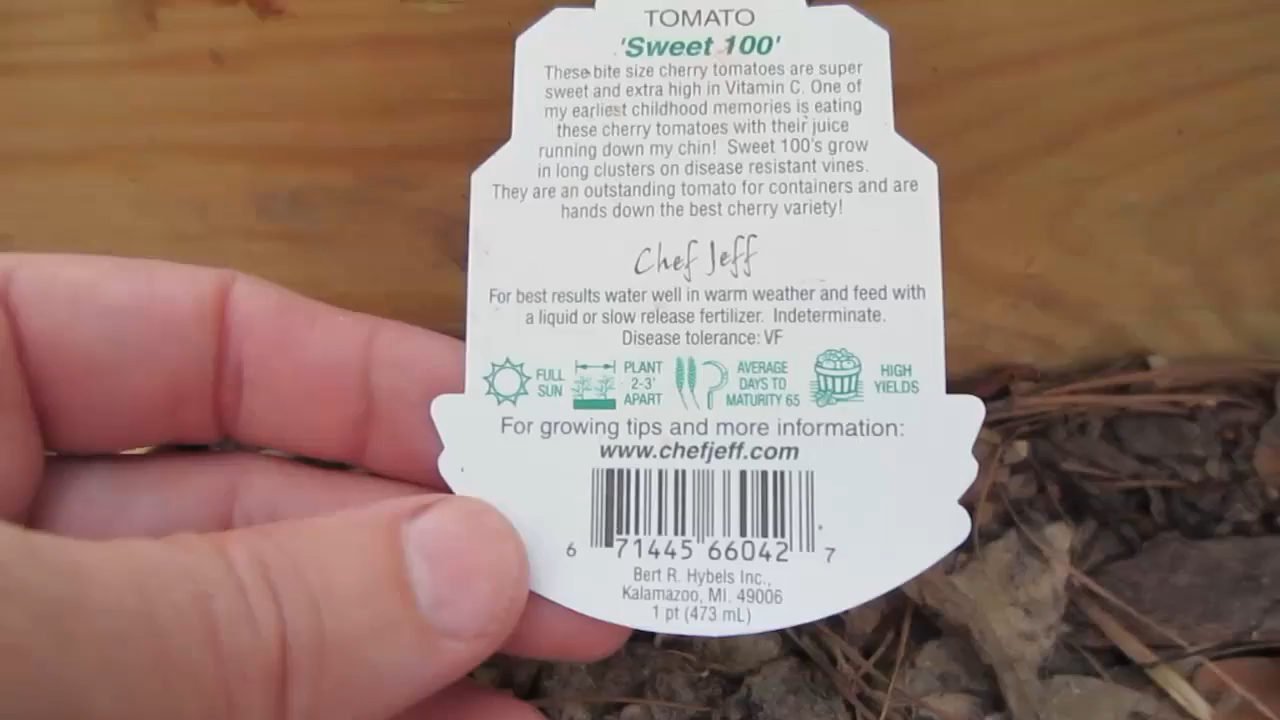 TOMATO
'Sweet 100'
These bite size cherry tomatoes are super
sweet and extra high in Vitamin C. One of
my earliest childhood memories is eating
these cherry tomatoes with their juice
running down my chin! Sweet 100's grow
in long clusters on disease resistant vines.
They are an outstanding tomato for containers and are
hands down the best cherry variety!
Chef Jeff
For best results water well in warm weather and feed with
a liquid or slow release fertilizer. Indeterminate.
Disease tolerance: VF
FULL
SUN
PLANT
2-3'
APART
AVERAGE
DAYS TO
MATURITY 65
HIGH
YIELDS
For growing tips and more information:
www.chefjeff.com
6 71445 66042 7
Bert R. Hybels Inc.,
Kalamazoo, MI. 49006
1 pt (473 mL)